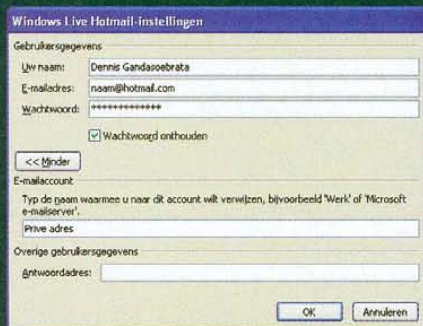 Windows Live Hotmail-instellingen
Gebruikersgegevens
Uw naam: Dennis Gandasoebrata
E-mailadres: naam@hotmail.com
Wachtwoord: *************
Wachtwoord onthouden
<< Minder
E-mailaccount
Typ de naam waarmee u naar dit account wilt verwijzen, bijvoorbeeld 'Werk' of 'Microsoft
e-mailserver'.
Prive adres
Overige gebruikersgegevens
Antwoordadres:
OK Annuleren